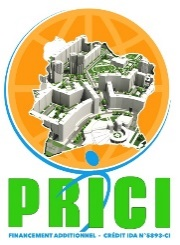 PRICI
FINANCEMENT ADDITIONNEL - CRÉDIT IDA N°5893-CI